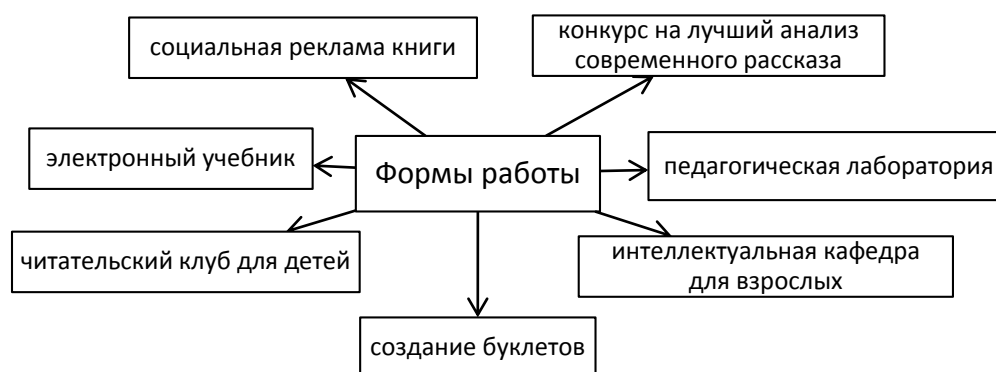 социальная реклама книги
конкурс на лучший анализ
современного рассказа
электронный учебник
Формы работы
педагогическая лаборатория
читательский клуб для детей
интеллектуальная кафедра
для взрослых
создание буклетов